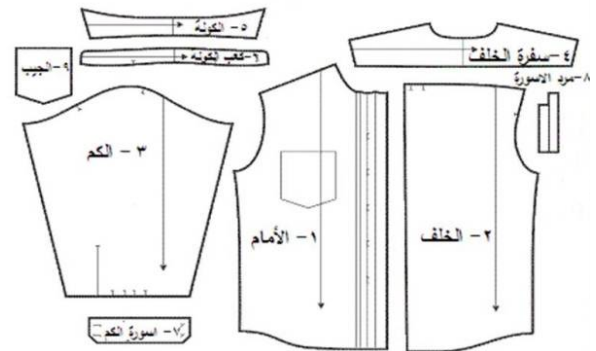 ٥- الكولة
٦- كعب الكولة
٤- سفرة الخلف
٩- الجيب
٨- مرد الاسورة
٣- الكم
١- الأمام
٢- الخلف
٧- اسورة الكم